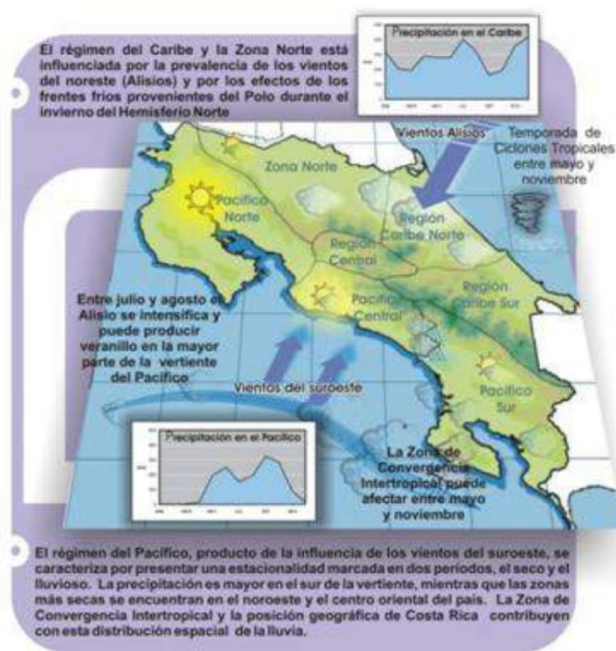 El régimen del Caribe y la Zona Norte está
influenciada por la prevalencia de los vientos
del noreste (Alisios) y por los efectos de los
frentes fríos provenientes del Polo durante el
invierno del Hemisferio Norte
Precipitación en el Caribe
Vientos Alisios
Temporada de
Ciclones Tropicales
entre mayo y
noviembre
Zona Norte
Pacífico
Norte
Región
Caribe Norte
Región
Central
Región
Caribe Sur
Pacífico
Central
Pacífico
Sur
Entre julio y agosto el
Alisio se intensifica y
puede producir
veranillo en la mayor
parte de la vertiente
del Pacífico
Vientos del suroeste
Precipitación en el Pacífico
La Zona de
Convergencia
Intertropical puede
afectar entre mayo
y noviembre
El régimen del Pacífico, producto de la influencia de los vientos del suroeste, se
caracteriza por presentar una estacionalidad marcada en dos períodos, el seco y el
lluvioso. La precipitación es mayor en el sur de la vertiente, mientras que las zonas
más secas se encuentran en el noroeste y el centro oriental del país. La Zona de
Convergencia Intertropical y la posición geográfica de Costa Rica contribuyen
con esta distribución espacial de la lluvia.